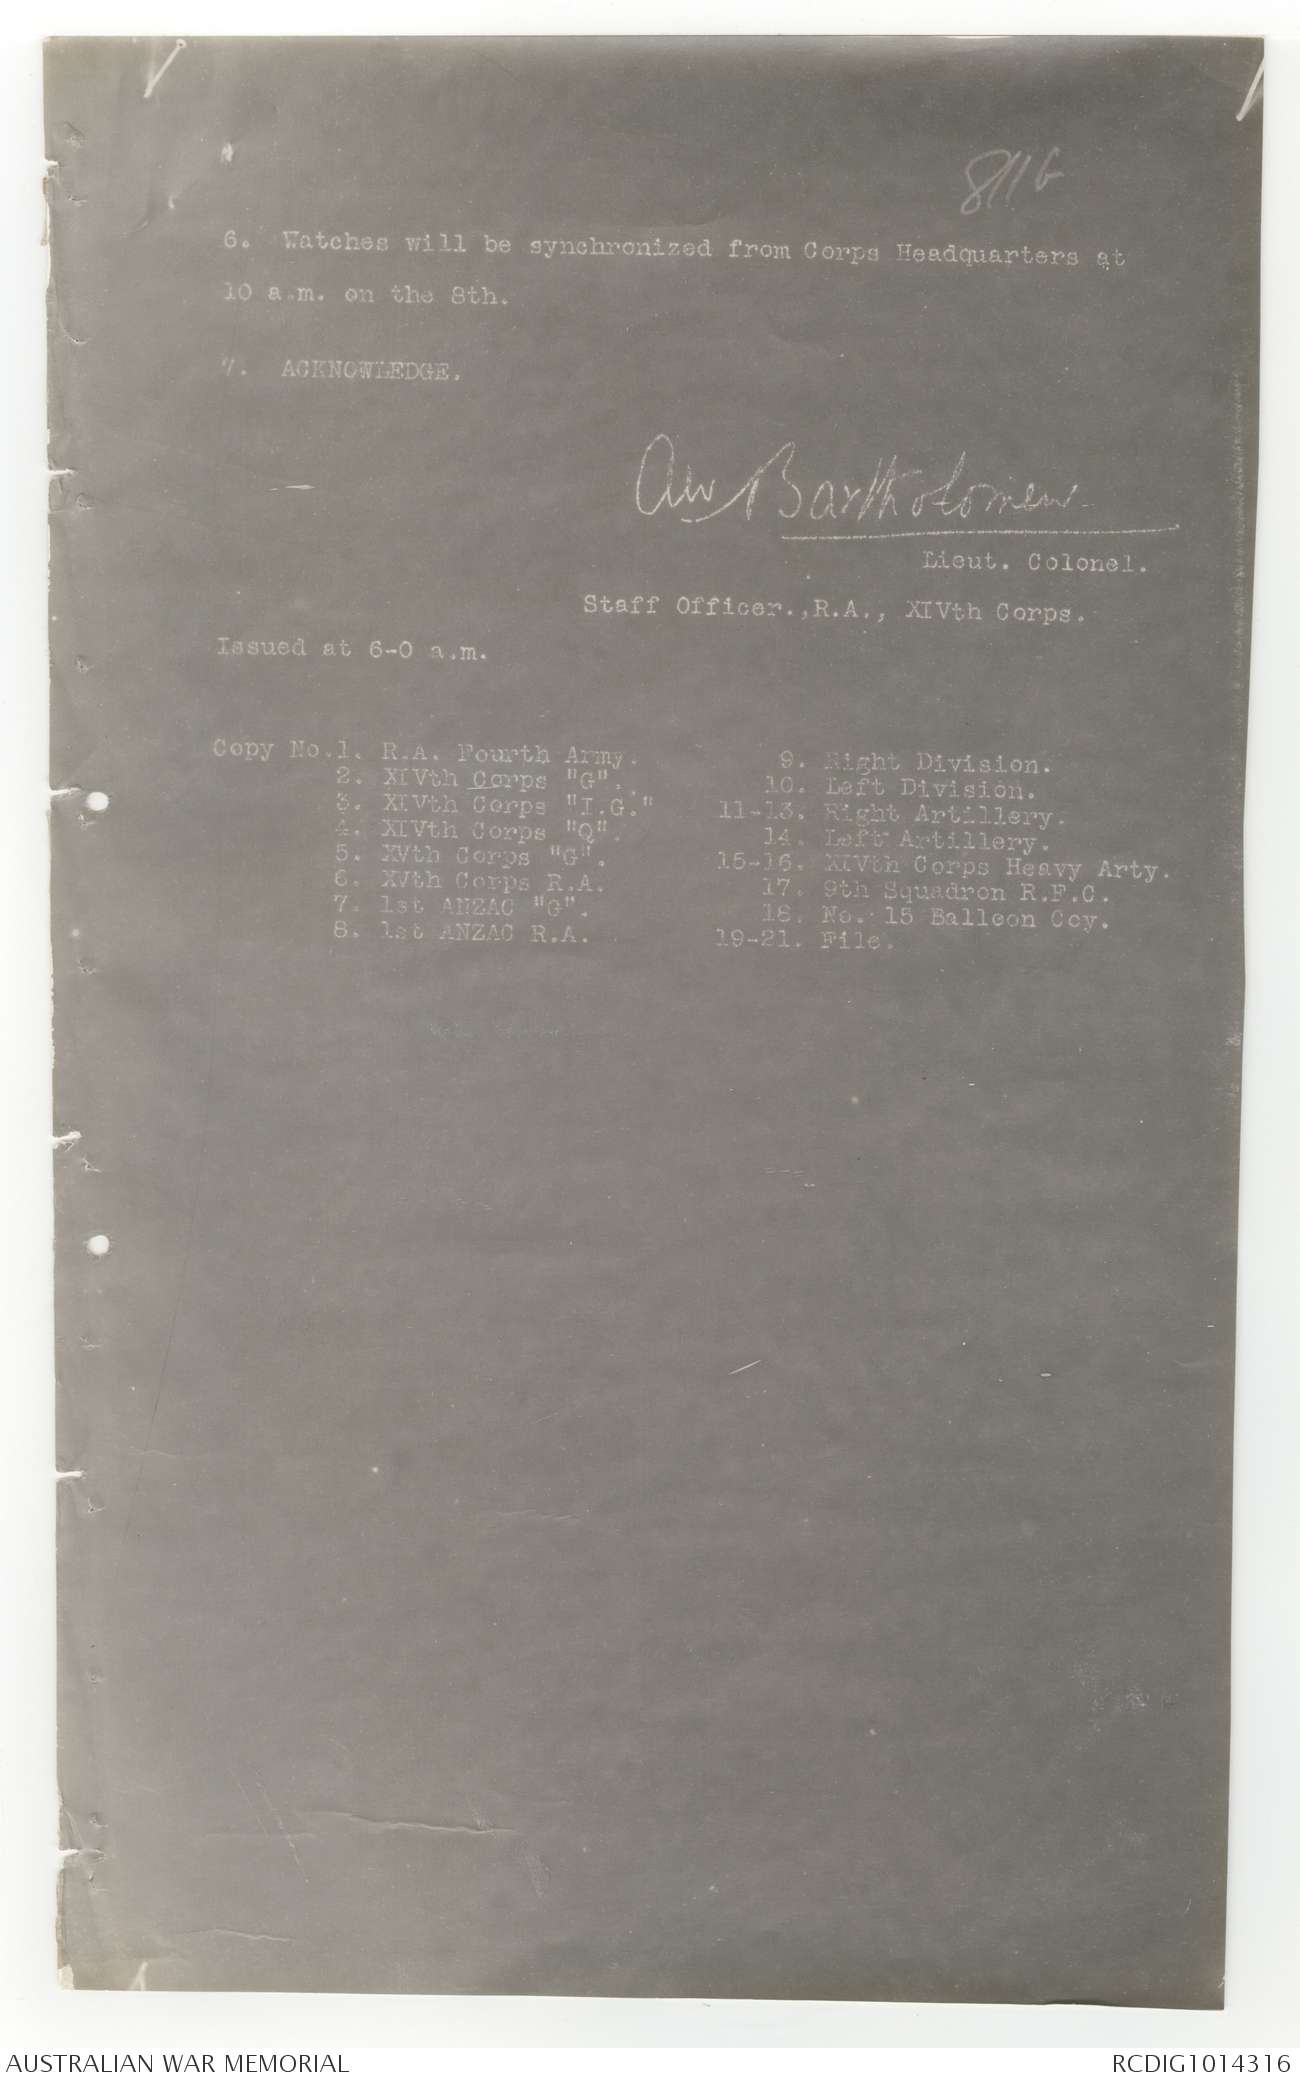 811G
6. Watches will be synchronized from Corps Headquarters at
10 a.m. on the 8th.
7. ACKNOWLEDGE.
AW Bartholomew
Lieut. Colonel.
Staff Officer.,R.A., XIVth Corps.
Issued at 6-0 a.m.
Copy No.1. R.A. Fourth Army.
2. XIVth Corps "G".
3. XIVth Corps "I.G."
4. XIVth Corps "Q".
5. XVth Corps "G".
6. XVth Corps R.A.
7. 1st ANZAC "G".
8. 1st ANZAC R.A.
9. Right Division.
10. Left Division.
11-13. Right Artillery.
14. Left Artillery.
15-16. XIVth Corps Heavy Arty.
17. 9th Squadron R.F.C.
18. No. 15 Balloon Coy.
19-21. File.
AUSTRALIAN WAR MEMORIAL
RCDIG1014316